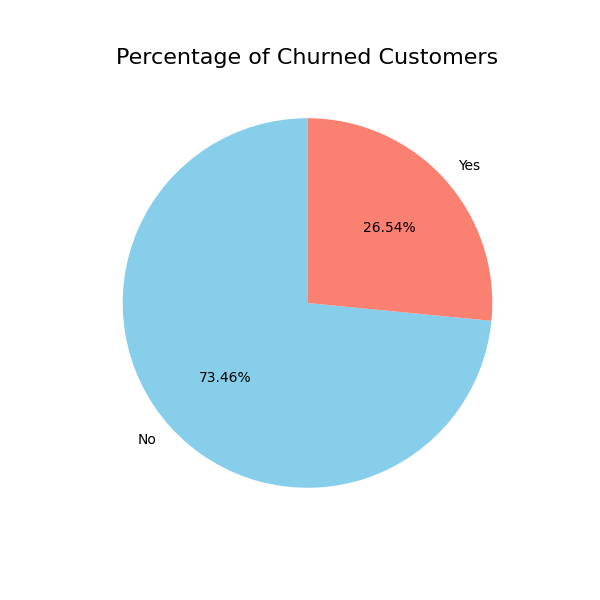 Percentage of Churned Customers
Yes
26.54%
73.46%
No